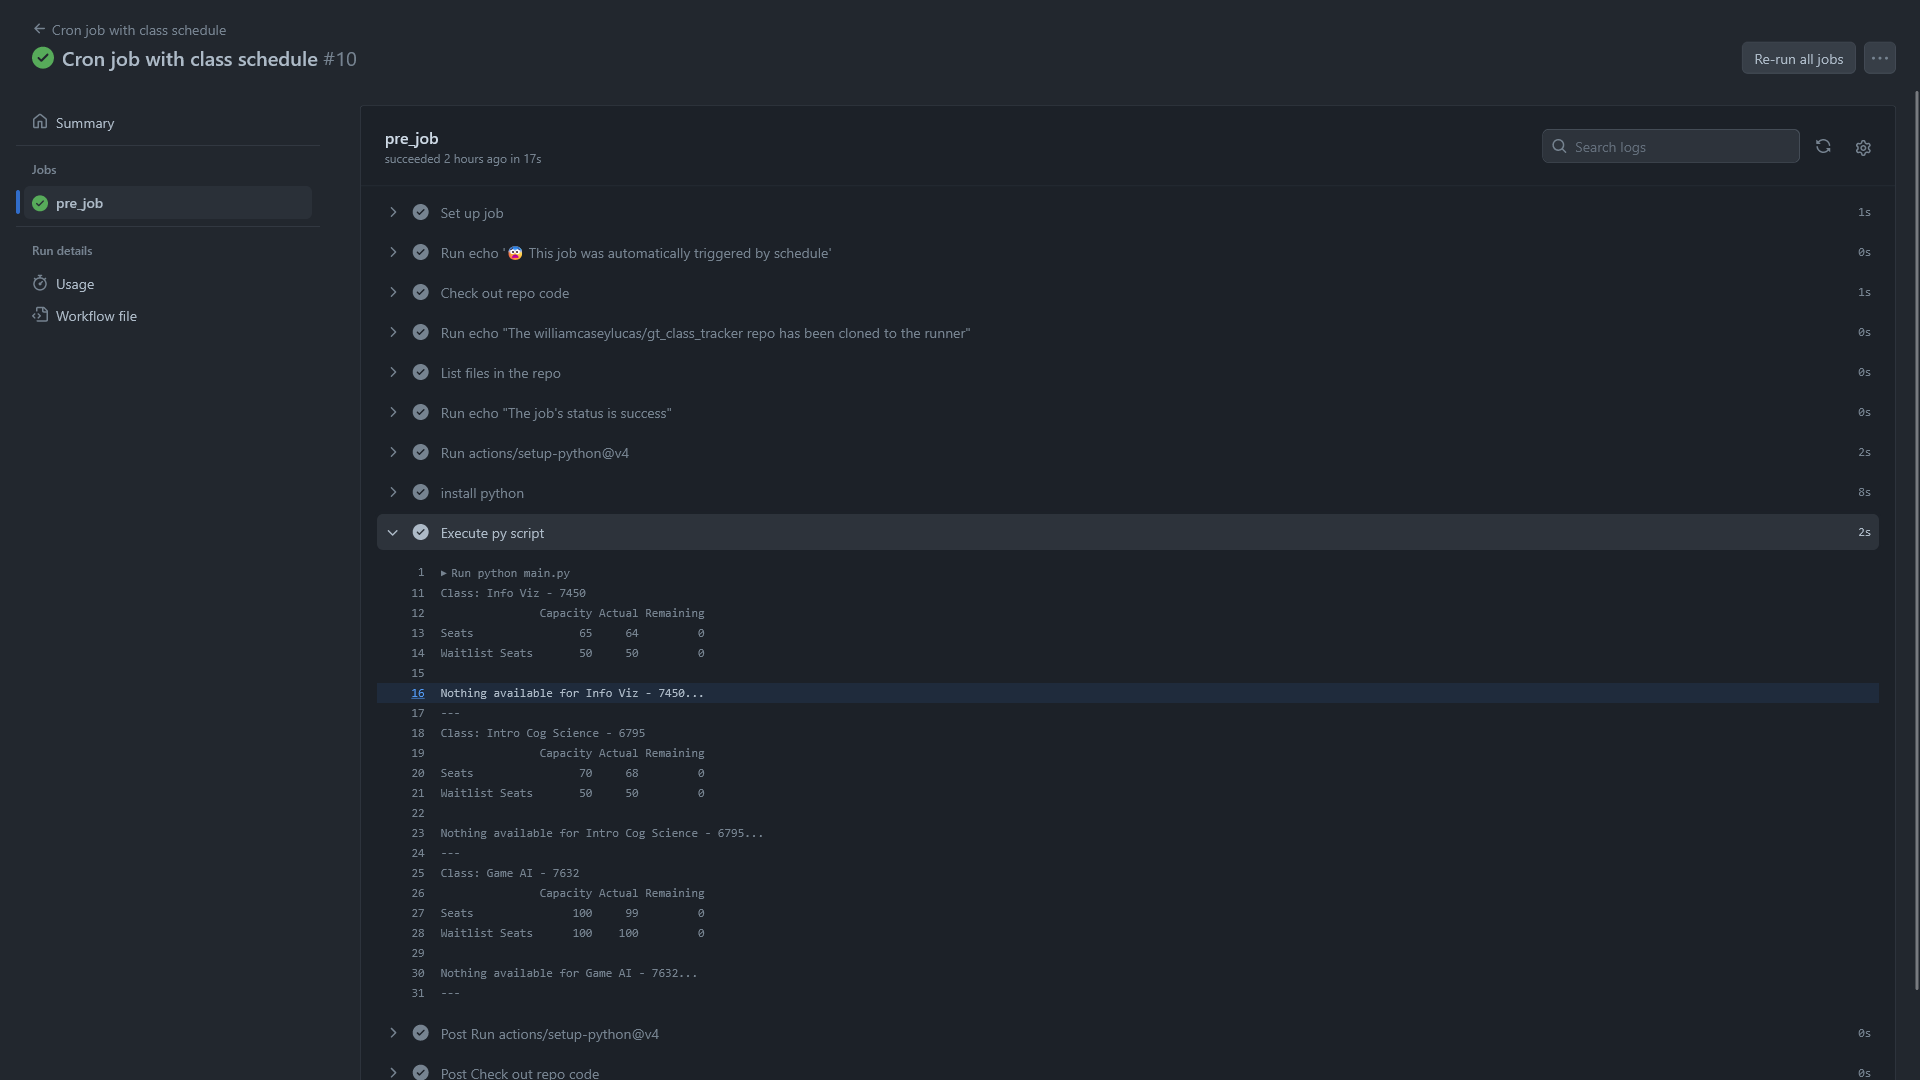 Cron job with class schedule
Cron job with class schedule #10
Re-run all jobs
Summary
Jobs
pre_job
Run details
Usage
Workflow file
pre_job
succeeded 2 hours ago in 17s
Search logs
Set up job 1s
Run echo '😱 This job was automatically triggered by schedule' 0s
Check out repo code 1s
Run echo "The williamcaseylucas/gt_class_tracker repo has been cloned to the runner" 0s
List files in the repo 0s
Run echo "The job's status is success" 0s
Run actions/setup-python@v4 2s
install python 8s
Execute py script 2s
1 ▶ Run python main.py
11 Class: Info Viz - 7450
12 Capacity Actual Remaining
13 Seats 65 64 0
14 Waitlist Seats 50 50 0
15
16 Nothing available for Info Viz - 7450...
17 ---
18 Class: Intro Cog Science - 6795
19 Capacity Actual Remaining
20 Seats 70 68 0
21 Waitlist Seats 50 50 0
22
23 Nothing available for Intro Cog Science - 6795...
24 ---
25 Class: Game AI - 7632
26 Capacity Actual Remaining
27 Seats 100 99 0
28 Waitlist Seats 100 100 0
29
30 Nothing available for Game AI - 7632...
31 ---
Post Run actions/setup-python@v4 0s
Post Check out repo code 0s